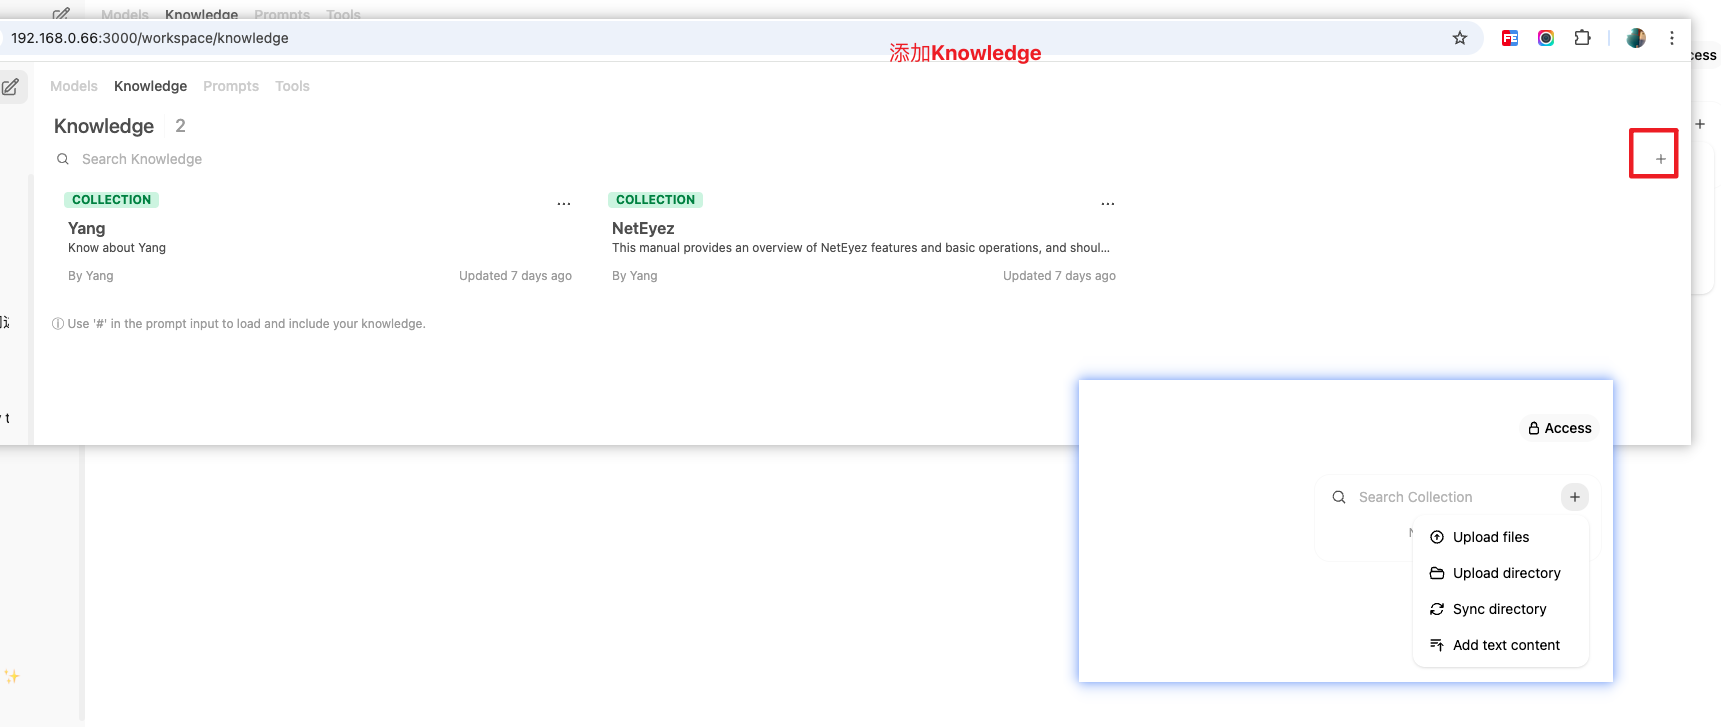 Models Knowledge Prompts Tools
192.168.0.66:3000/workspace/knowledge
添加Knowledge
Models Knowledge Prompts Tools
Knowledge 2
Search Knowledge
COLLECTION
Yang
Know about Yang
By Yang Updated 7 days ago
COLLECTION
NetEyez
This manual provides an overview of NetEyez features and basic operations, and shoul...
By Yang Updated 7 days ago
Use '#' in the prompt input to load and include your knowledge.
Access
Search Collection
Upload files
Upload directory
Sync directory
Add text content